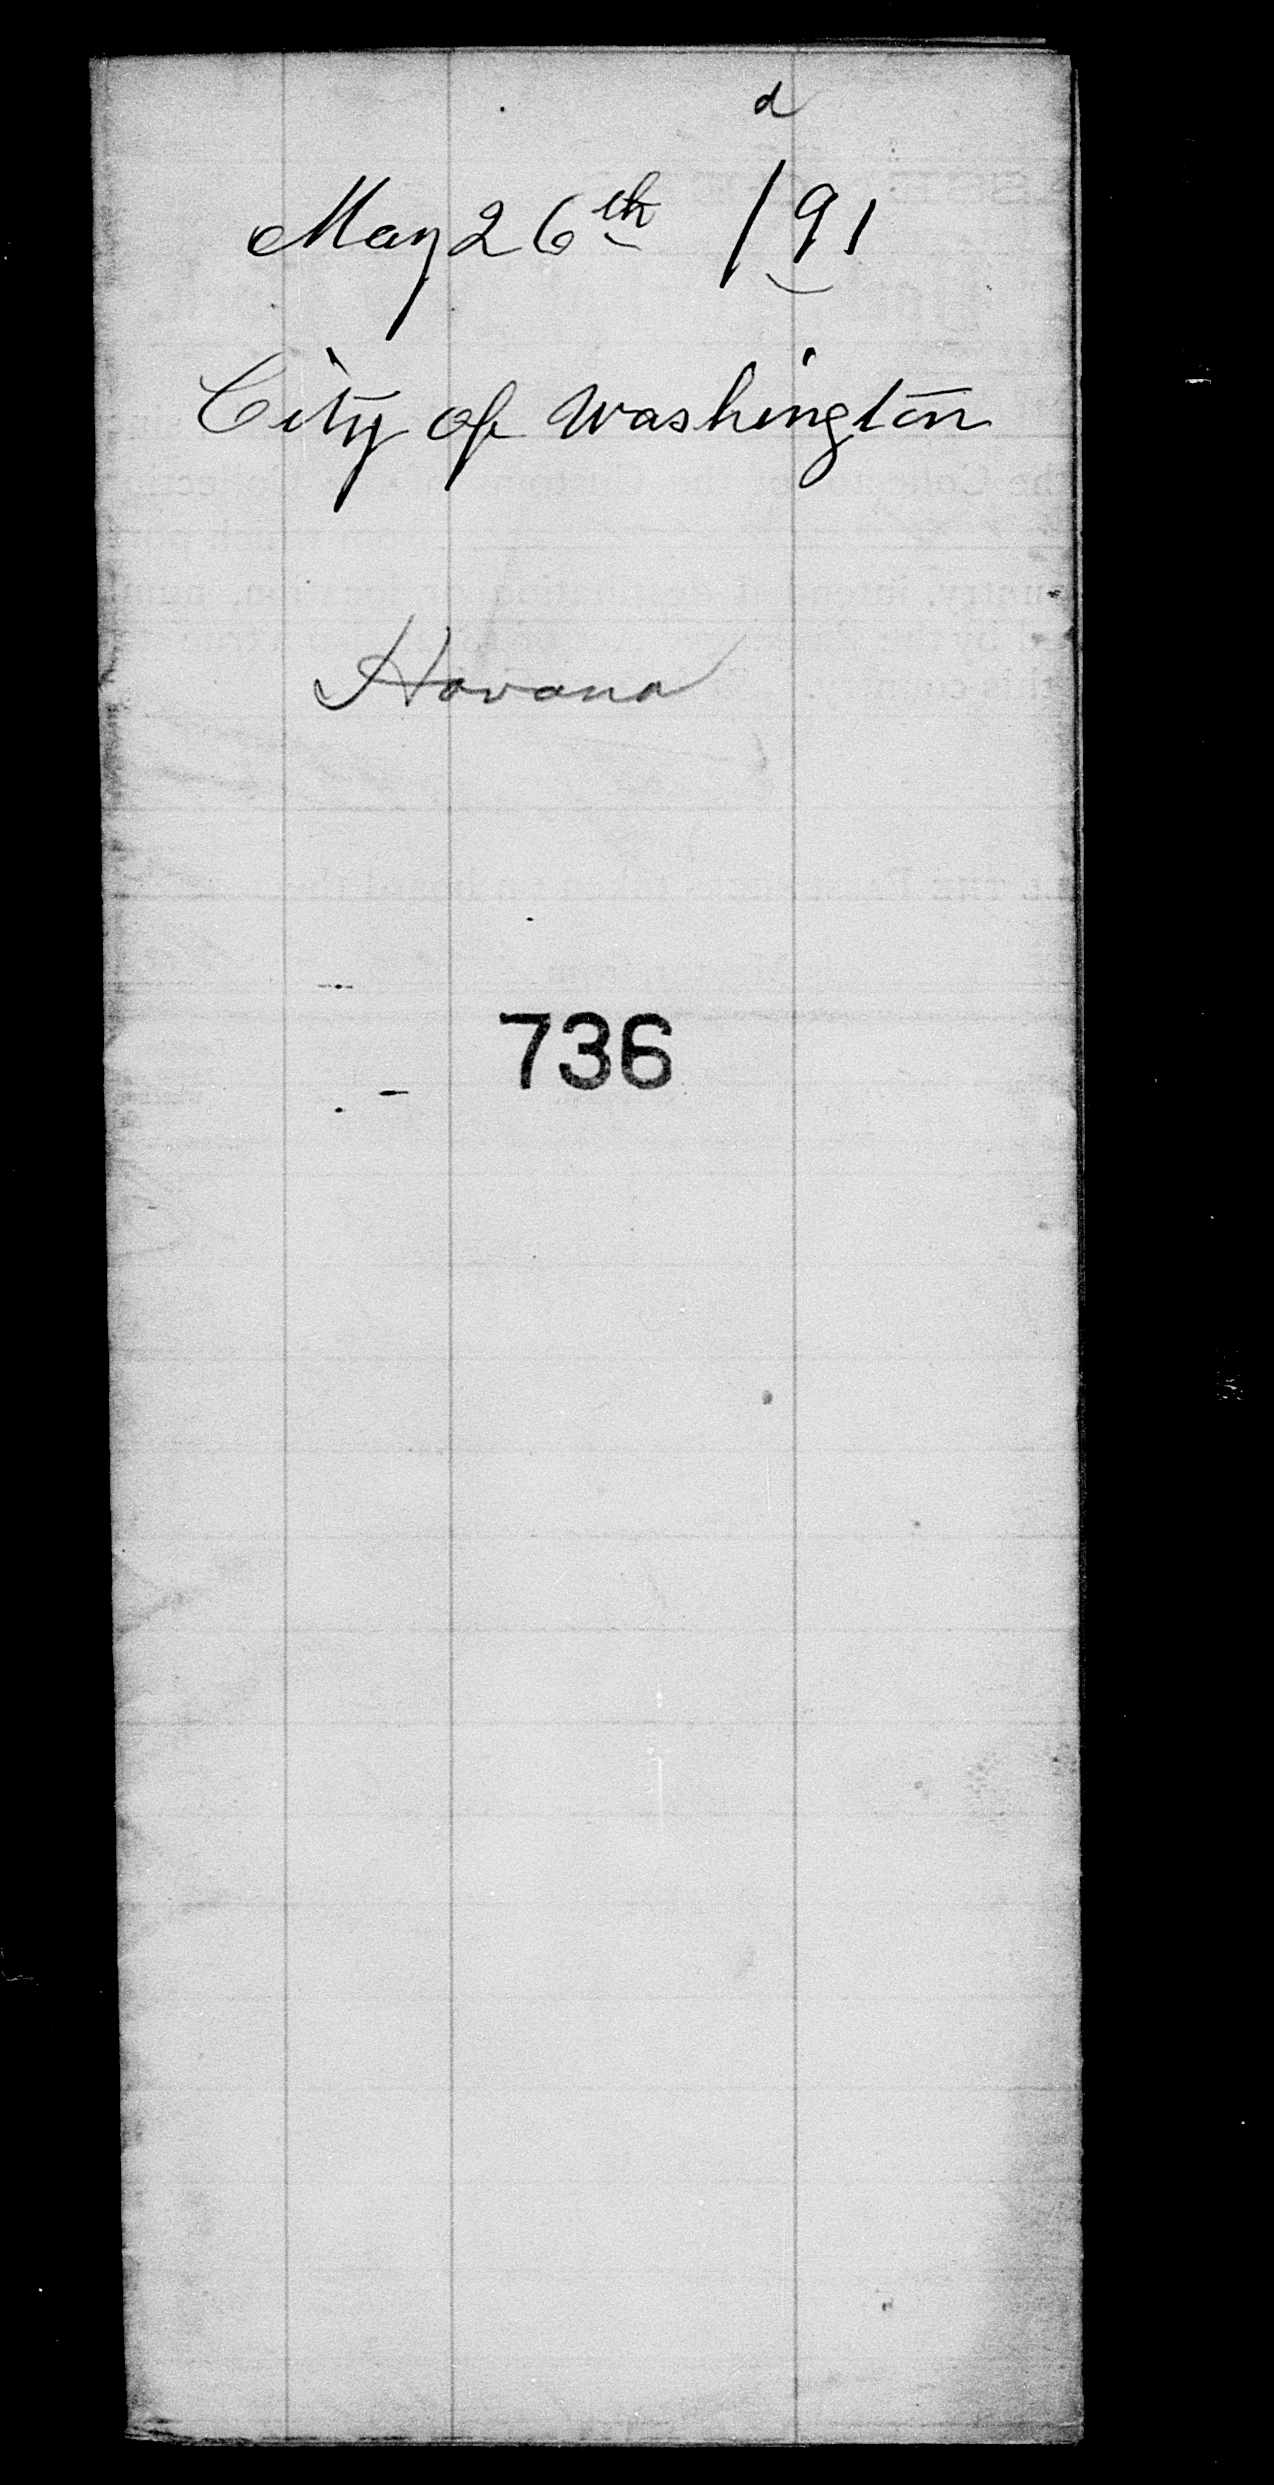 d
May 26th /91
City of Washington
Havana
736